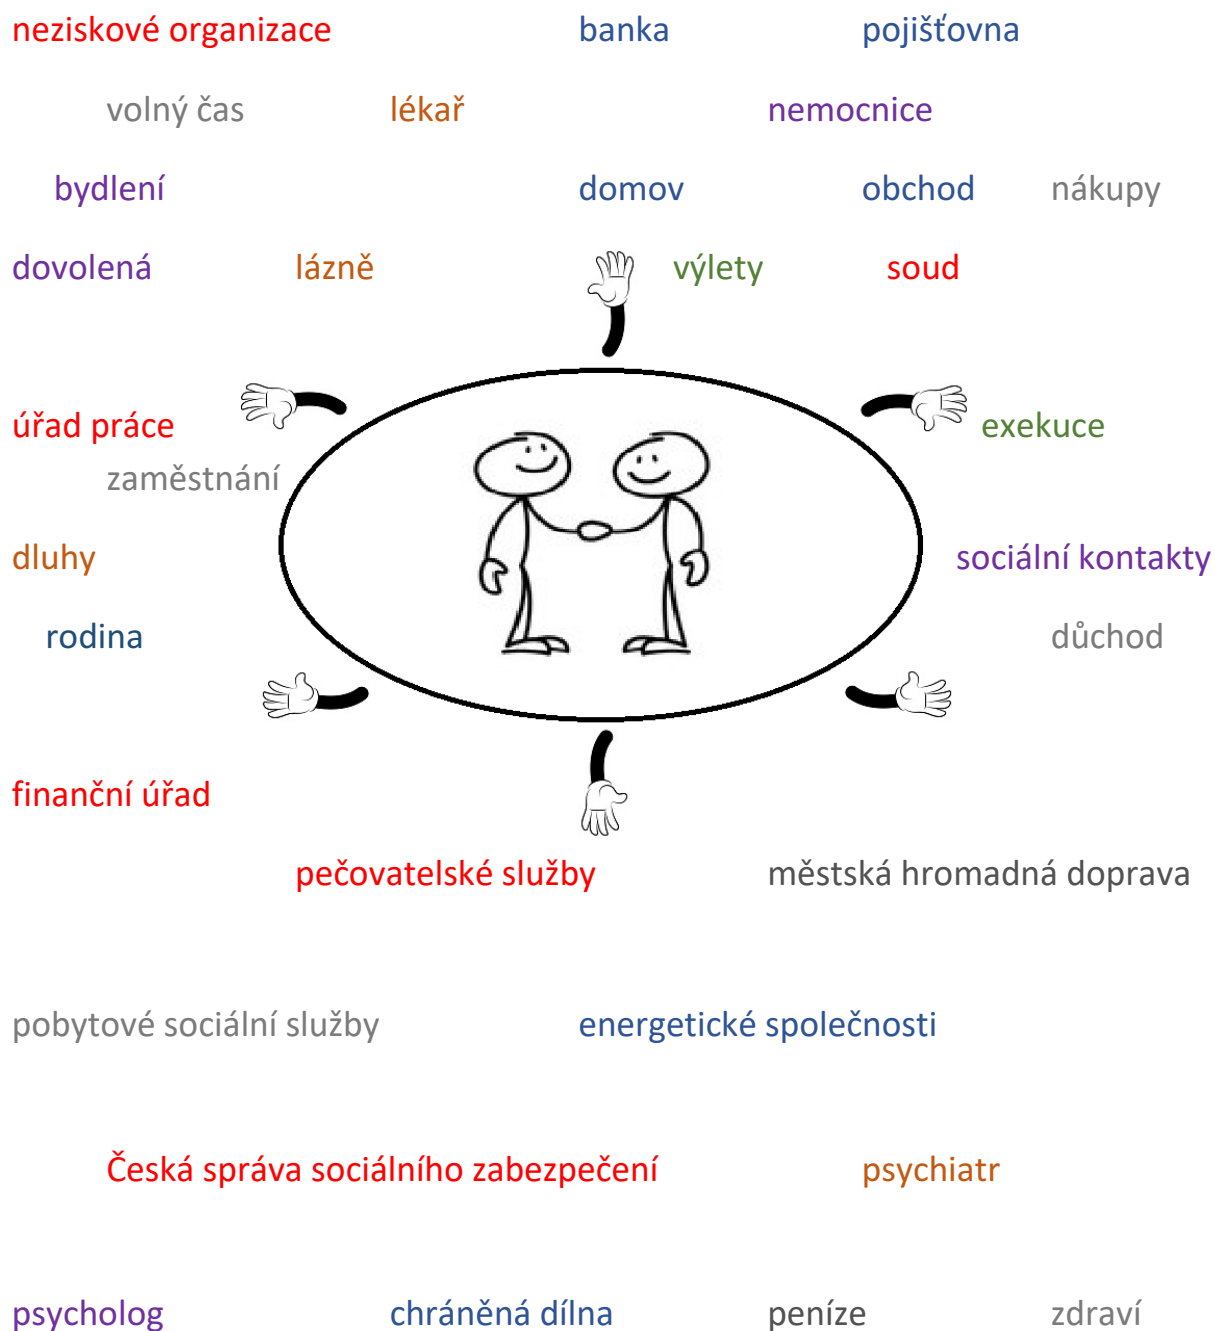 neziskové organizace banka pojišťovna
volný čas lékař nemocnice
bydlení domov obchod nákupy
dovolená lázně výlety soud
úřad práce exekuce
zaměstnání
dluhy sociální kontakty
rodina důchod
finanční úřad
pečovatelské služby městská hromadná doprava
pobytové sociální služby energetické společnosti
Česká správa sociálního zabezpečení psychiatr
psycholog chráněná dílna peníze zdraví